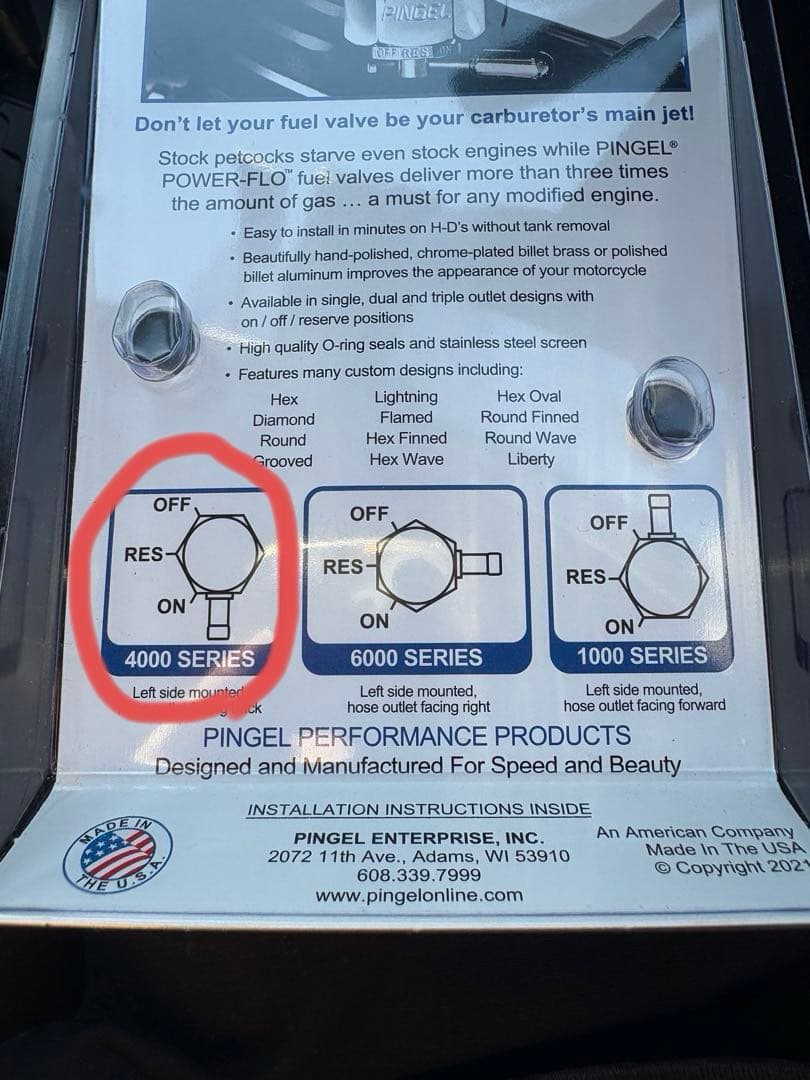 PINGEL
OFF RES ON
Don't let your fuel valve be your carburetor's main jet!
Stock petcocks starve even stock engines while PINGEL®
POWER-FLO™ fuel valves deliver more than three times
the amount of gas ... a must for any modified engine.
• Easy to install in minutes on H-D's without tank removal
• Beautifully hand-polished, chrome-plated billet brass or polished
billet aluminum improves the appearance of your motorcycle
• Available in single, dual and triple outlet designs with
on / off / reserve positions
• High quality O-ring seals and stainless steel screen
• Features many custom designs including:
Hex Lightning Hex Oval
Diamond Flamed Round Finned
Round Hex Finned Round Wave
Grooved Hex Wave Liberty
OFF
RES
ON
4000 SERIES
Left side mounted
OFF
RES
ON
6000 SERIES
Left side mounted,
hose outlet facing right
OFF
RES
ON
1000 SERIES
Left side mounted,
hose outlet facing forward
PINGEL PERFORMANCE PRODUCTS
Designed and Manufactured For Speed and Beauty
MADE IN
THE U.S.A.
INSTALLATION INSTRUCTIONS INSIDE
PINGEL ENTERPRISE, INC.
2072 11th Ave., Adams, WI 53910
608.339.7999
www.pingelonline.com
An American Company
Made In The USA
© Copyright 2021